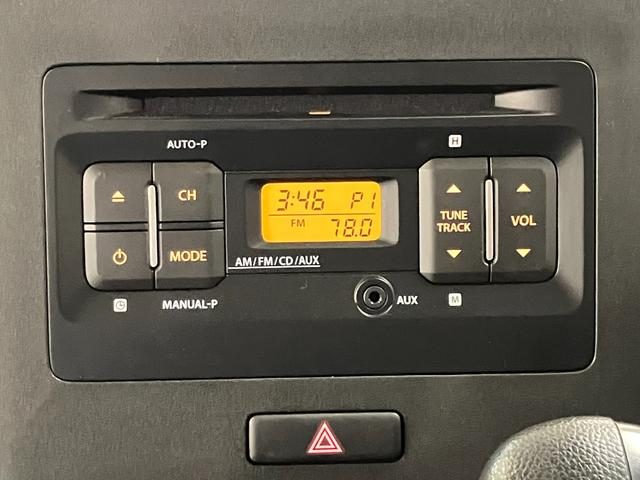 AUTO-P
H
CH
3:46 P1
TUNE
TRACK
VOL
FM 78.0
MODE
AM/FM/CD/AUX
AUX
MANUAL-P
M